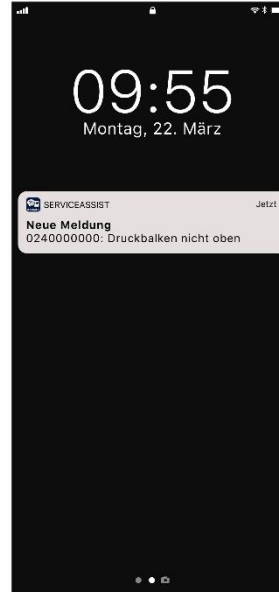 09:55
Montag, 22. März
SERVICEASSIST Jetzt
Neue Meldung
0240000000: Druckbalken nicht oben